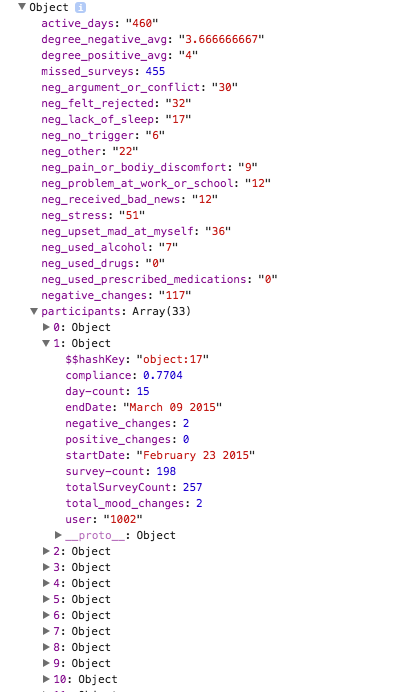 Object i
active_days: "460"
degree_negative_avg: "3.666666667"
degree_positive_avg: "4"
missed_surveys: 455
neg_argument_or_conflict: "30"
neg_felt_rejected: "32"
neg_lack_of_sleep: "17"
neg_no_trigger: "6"
neg_other: "22"
neg_pain_or_bodiy_discomfort: "9"
neg_problem_at_work_or_school: "12"
neg_received_bad_news: "12"
neg_stress: "51"
neg_upset_mad_at_myself: "36"
neg_used_alcohol: "7"
neg_used_drugs: "0"
neg_used_prescribed_medications: "0"
negative_changes: "117"
participants: Array(33)
0: Object
1: Object
$$hashKey: "object:17"
compliance: 0.7704
day-count: 15
endDate: "March 09 2015"
negative_changes: 2
positive_changes: 0
startDate: "February 23 2015"
survey-count: 198
totalSurveyCount: 257
total_mood_changes: 2
user: "1002"
__proto__: Object
2: Object
3: Object
4: Object
5: Object
6: Object
7: Object
8: Object
9: Object
10: Object